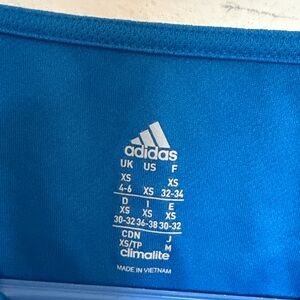 adidas
UK US F
XS XS
4-6 XS 32-34
D I E
XS XS XS
30-32 36-38 30-32
CDN J
XS/TP M
climalite
MADE IN VIETNAM